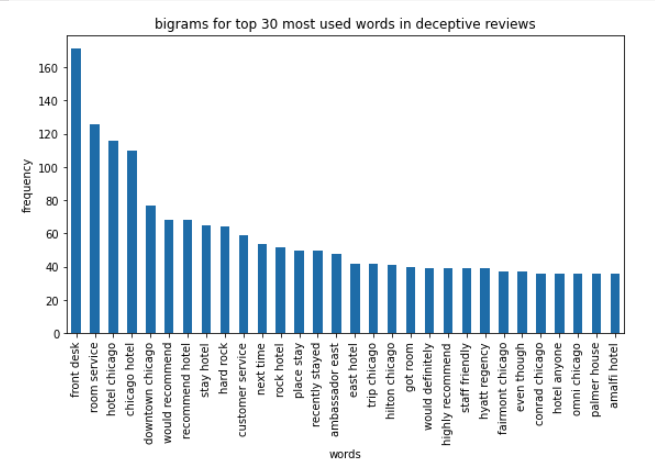 bigrams for top 30 most used words in deceptive reviews
frequency
160
140
120
100
80
60
40
20
0
front desk
room service
hotel chicago
chicago hotel
downtown chicago
would recommend
recommend hotel
stay hotel
hard rock
customer service
next time
rock hotel
place stay
recently stayed
ambassador east
east hotel
trip chicago
hilton chicago
got room
would definitely
highly recommend
staff friendly
hyatt regency
fairmont chicago
even though
conrad chicago
hotel anyone
omni chicago
palmer house
amalfi hotel
words